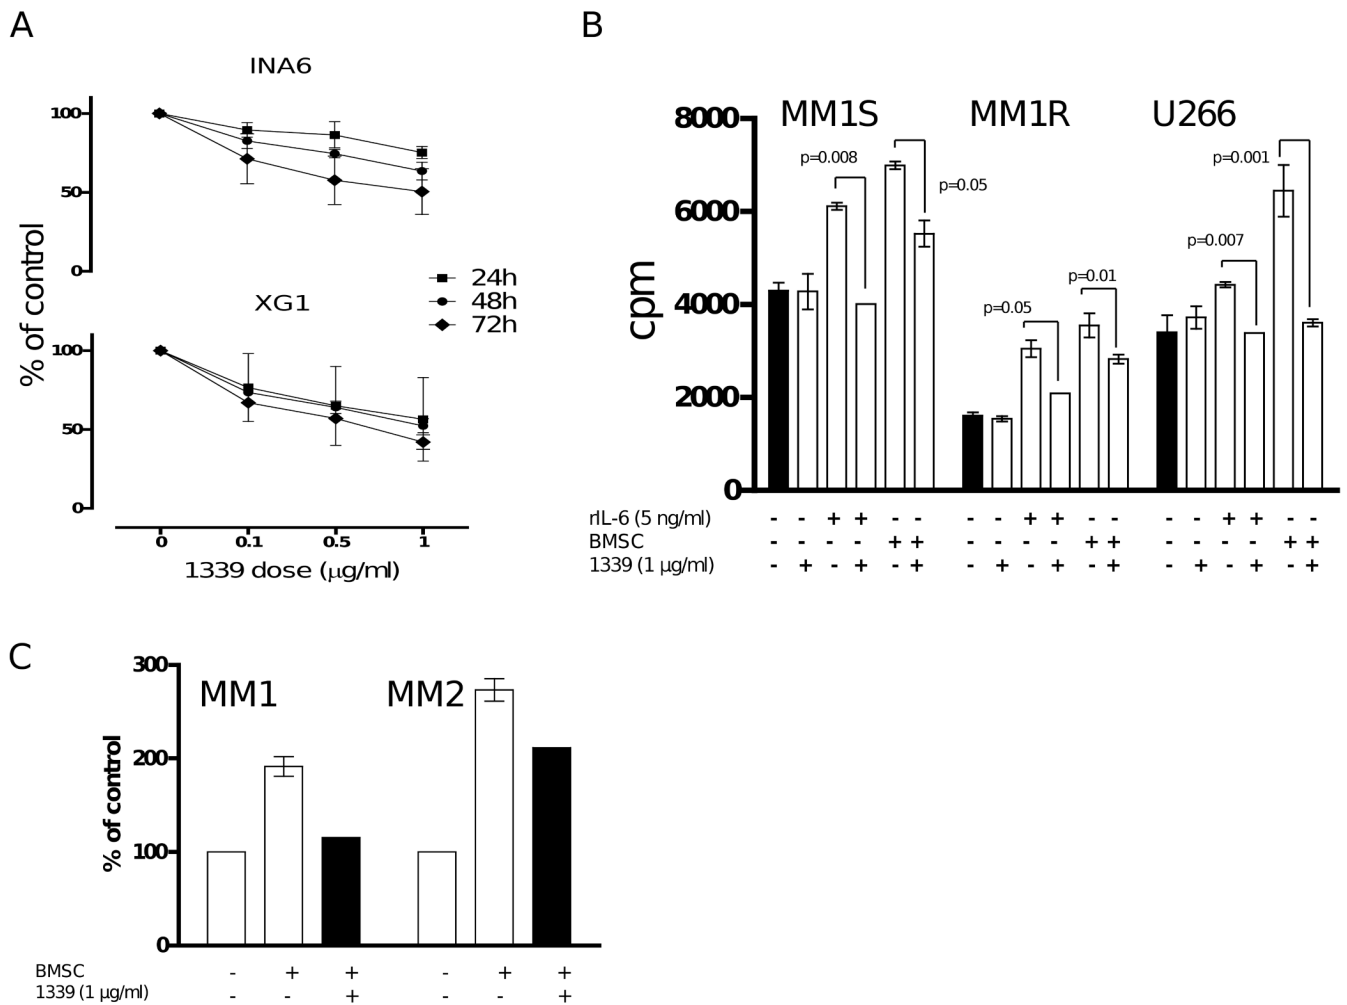 A
INA6
100
50
0
% of control
24h
48h
72h
XG1
100
50
0
0 0.1 0.5 1
1339 dose (μg/ml)
B
8000
6000
4000
2000
0
cpm
MM1S MM1R U266
p=0.008
p=0.05
p=0.05
p=0.01
p=0.007
p=0.001
rIL-6 (5 ng/ml) - - + + - - - - + + - - - - + + - -
BMSC - - - - + + - - - - + + - - - - + +
1339 (1 μg/ml) - + - + - + - + - + - + - + - + - +
C
300
200
100
0
% of control
MM1 MM2
BMSC - + + - + +
1339 (1 μg/ml) - - + - - +